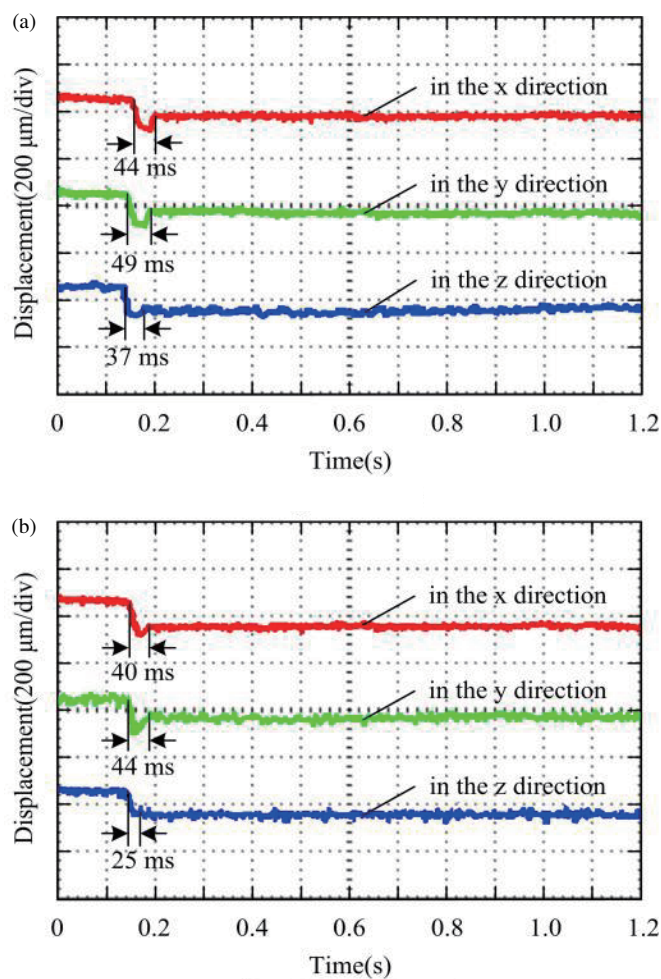 (a)
in the x direction
44 ms
in the y direction
49 ms
in the z direction
37 ms
Displacement(200 μm/div)
0 0.2 0.4 0.6 0.8 1.0 1.2
Time(s)
(b)
in the x direction
40 ms
in the y direction
44 ms
in the z direction
25 ms
Displacement(200 μm/div)
0 0.2 0.4 0.6 0.8 1.0 1.2
Time(s)